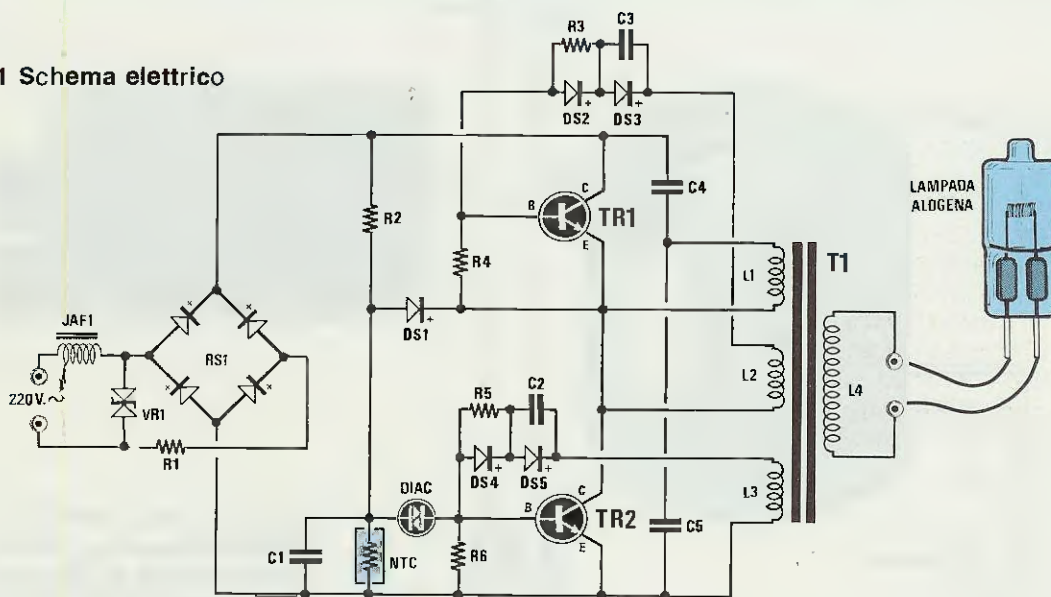 1 Schema elettrico
R3
C3
DS2
+
DS3
+
R2
R4
B
C
E
TR1
C4
LAMPADA
ALOGENA
L1
T1
JAF1
RS1
DS1
+
220 V. ~
VR1
R1
L2
L4
R5
C2
DS4
+
DS5
+
L3
DIAC
B
C
E
TR2
C5
C1
NTC
R6